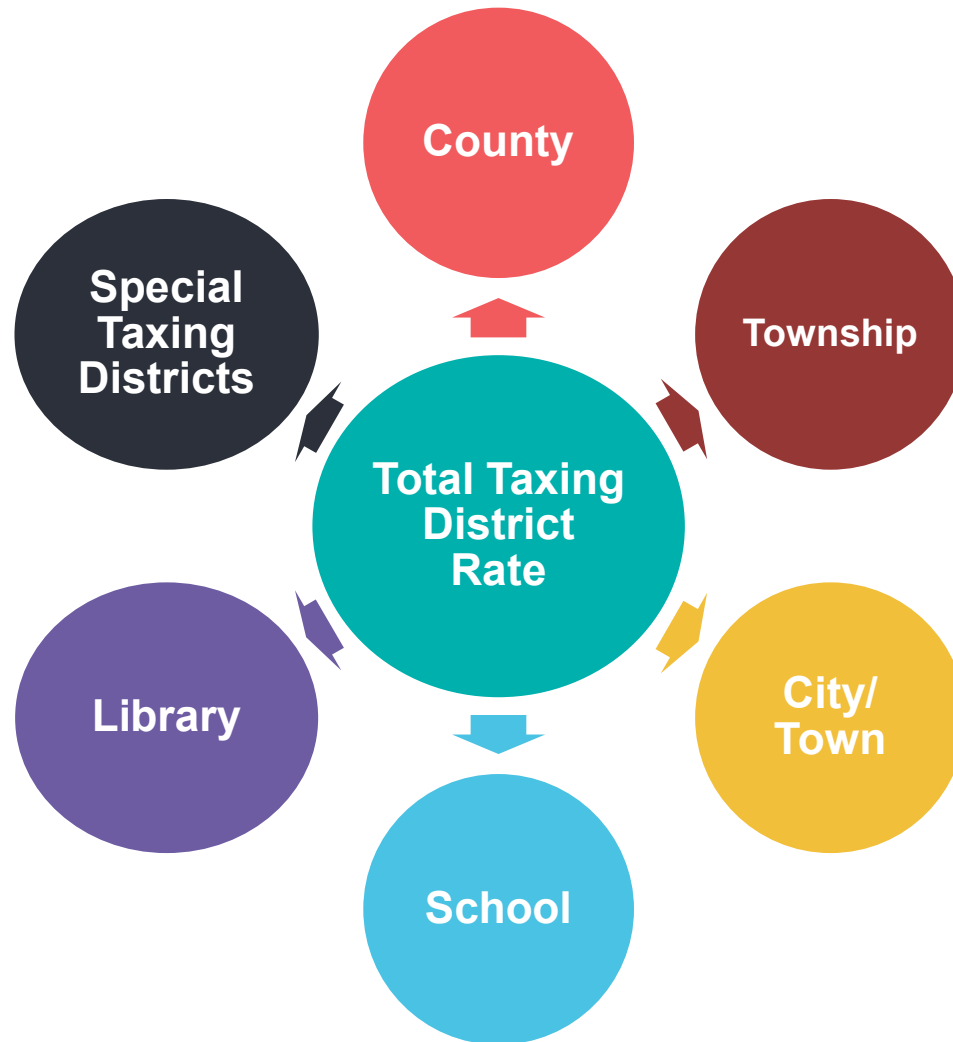 County
Special
Taxing
Districts
Township
Total Taxing
District
Rate
Library
City/
Town
School